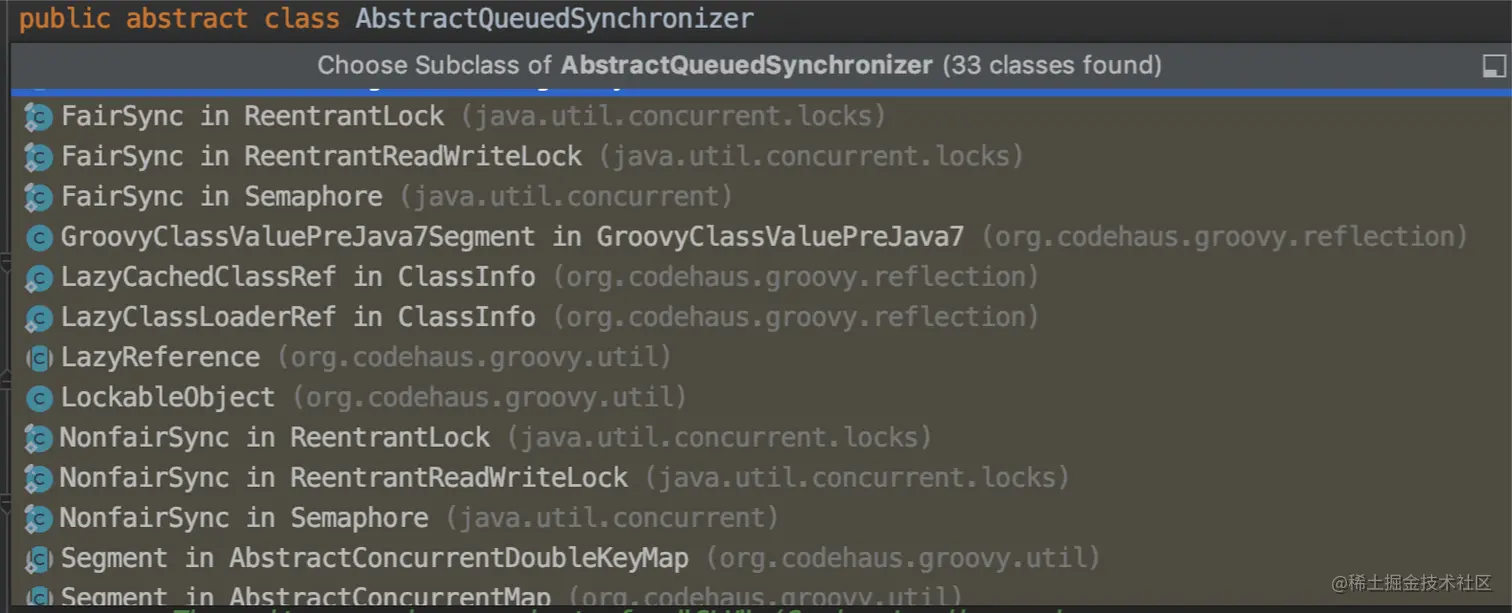 public abstract class AbstractQueuedSynchronizer
Choose Subclass of AbstractQueuedSynchronizer (33 classes found)
FairSync in ReentrantLock (java.util.concurrent.locks)
FairSync in ReentrantReadWriteLock (java.util.concurrent.locks)
FairSync in Semaphore (java.util.concurrent)
GroovyClassValuePreJava7Segment in GroovyClassValuePreJava7 (org.codehaus.groovy.reflection)
LazyCachedClassRef in ClassInfo (org.codehaus.groovy.reflection)
LazyClassLoaderRef in ClassInfo (org.codehaus.groovy.reflection)
LazyReference (org.codehaus.groovy.util)
LockableObject (org.codehaus.groovy.util)
NonfairSync in ReentrantLock (java.util.concurrent.locks)
NonfairSync in ReentrantReadWriteLock (java.util.concurrent.locks)
NonfairSync in Semaphore (java.util.concurrent)
Segment in AbstractConcurrentDoubleKeyMap (org.codehaus.groovy.util)
Segment in AbstractConcurrentMap (org.codehaus.groovy.util)
@稀土掘金技术社区